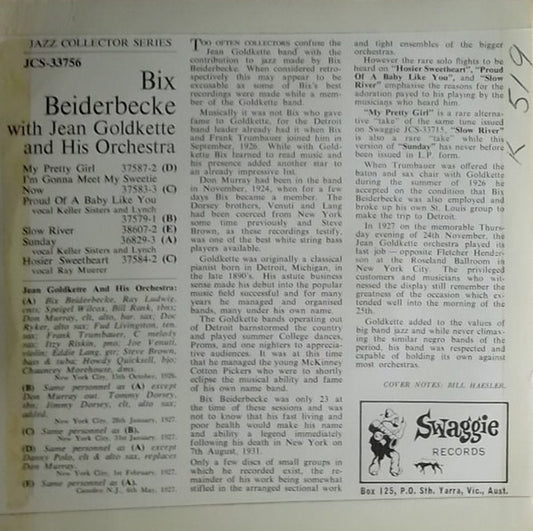 JAZZ COLLECTOR SERIES
JCS-33756
Bix
Beiderbecke
with Jean Goldkette
and His Orchestra
My Pretty Girl 37587-2 (D)
I'm Gonna Meet My Sweetie
Now 37583-3 (C)
Proud Of A Baby Like You
vocal Keller Sisters and Lynch
37579-1 (B)
Slow River 38607-2 (E)
Sunday 36829-3 (A)
vocal Keller Sisters and Lynch
Hosier Sweetheart 37584-2 (C)
vocal Ray Muerer
Jean Goldkette And His Orchestra:
(A) Bix Beiderbecke, Ray Ludwig,
cnts; Speigel Wilcox, Bill Rank, tbns;
Don Murray, clt, alto, bar, sax; Doc
Ryker, alto sax; Fud Livingston, ten.
sax; Frank Trumbauer, C melody
sax; Itzy Riskin, pno; Joe Venuti,
violin; Eddie Lang, gtr; Steve Brown,
bass & tuba; Howdy Quicksell, bjo;
Chauncey Morehouse, dms.
New York City, 15th October, 1926.
(B) Same personnel as (A) except
Don Murray out. Tommy Dorsey,
tbn; Jimmy Dorsey, clt, alto sax;
added.
New York City, 28th January, 1927.
(C) Same personnel as (B).
New York City, 31st January, 1927.
(D) Same personnel as (A) except
Danny Polo, clt & alto sax, replaces
Don Murray.
New York City, 1st February, 1927.
(E) Same personnel as (A).
Camden N.J., 6th May, 1927.
TOO OFTEN COLLECTORS confuse the
Jean Goldkette band with the
contribution to jazz made by Bix
Beiderbecke. When considered retro-
spectively this may appear to be
excusable as some of Bix's best
recordings were made while a mem-
ber of the Goldkette band.
Musically it was not Bix who gave
fame to Goldkette, for the Detroit
band leader already had it when Bix
and Frank Trumbauer joined him in
September, 1926. While with Gold-
kette Bix learned to read music and
his presence added another star to
an already impressive list.
Don Murray had been in the band
in November, 1924, when for a few
days Bix became a member. The
Dorsey brothers, Venuti and Lang
had been coerced from New York
some time previously and Steve
Brown, as these recordings testify,
was one of the best white string bass
players available.
Goldkette was originally a classical
pianist born in Detroit, Michigan, in
the late 1890's. His astute business
sense made his debut into the popular
music field successful and for many
years he managed and organised
bands, many under his own name.
The Goldkette bands operating out
of Detroit barnstormed the country
and played summer College dances,
Proms, and one nighters to apprecia-
tive audiences. It was at this time
that he managed the young McKinney
Cotton Pickers who were to shortly
eclipse the musical ability and fame
of his own name band.
Bix Beiderbecke was only 23 at
the time of these sessions and was
not to know that his fast living and
poor health would make his name
and ability a legend immediately
following his death in New York on
7th August, 1931.
Only a few discs of small groups in
which he recorded exist, the re-
mainder of his work being somewhat
stifled in the arranged sectional work
and tight ensembles of the bigger
orchestras.
However the rare solo flights to be
heard on "Hosier Sweetheart", "Proud
Of A Baby Like You", and "Slow
River" emphasise the reasons for the
adoration payed to his playing by the
musicians who heard him.
"My Pretty Girl" is a rare alterna-
tive "take" of the same tune issued
on Swaggie JCS-33715, "Slow River"
is also a rare "take" while this
version of "Sunday" has never before
been issued in L.P. form.
When Trumbauer was offered the
baton and sax chair with Goldkette
during the summer of 1926 he
accepted on the condition that Bix
Beiderbecke was also employed and
broke up his own St. Louis group to
make the trip to Detroit.
In 1927 on the memorable Thurs-
day evening of 24th November, the
Jean Goldkette orchestra played its
last job — opposite Fletcher Hender-
son at the Roseland Ballroom in
New York City. The privileged
customers and musicians who wit-
nessed the display still remember the
greatness of the occasion which ex-
tended well into the morning of the
25th.
Goldkette added to the values of
big band jazz and while never climax-
ing the similar negro bands of the
period, his band was respected and
capable of holding its own against
most orchestras.
COVER NOTES: BILL HAESLER.
Swaggie
RECORDS
Box 125, P.O. Sth. Yarra, Vic., Aust.
K 519